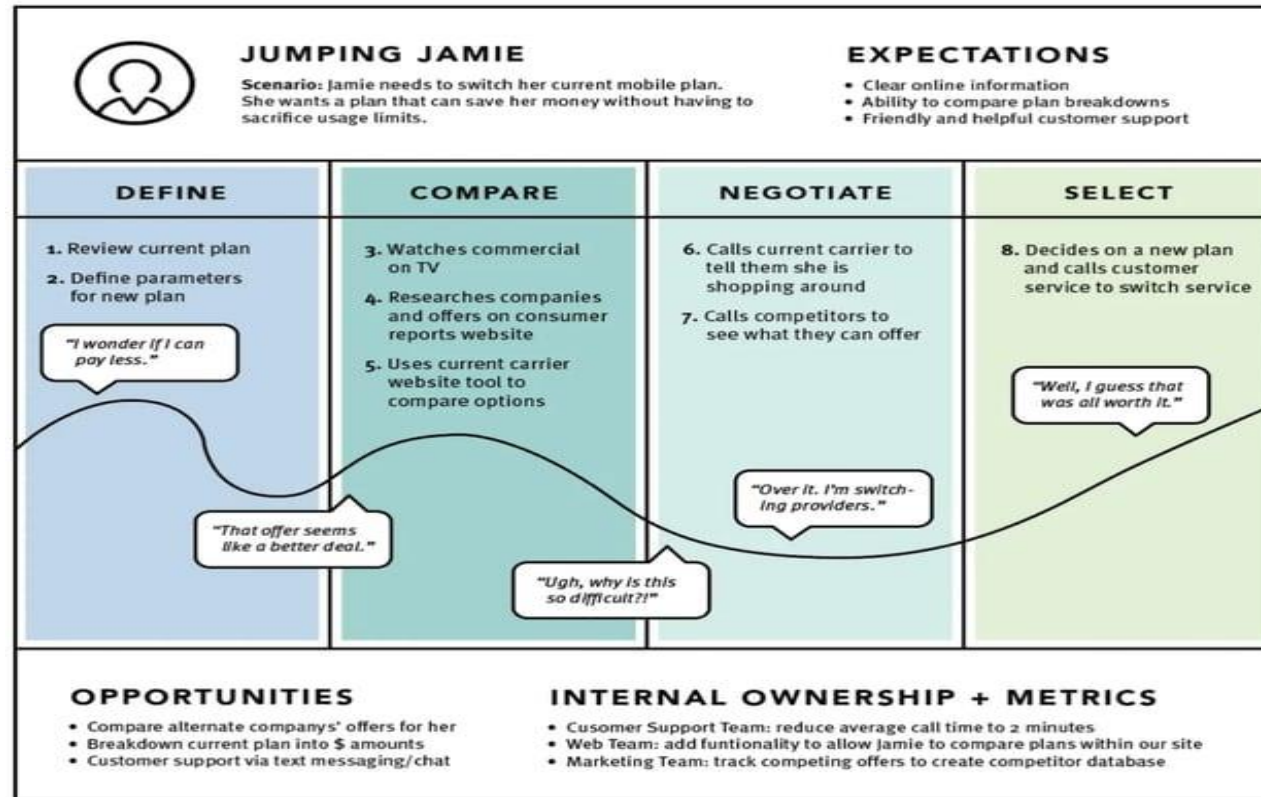 JUMPING JAMIE
Scenario: Jamie needs to switch her current mobile plan.
She wants a plan that can save her money without having to
sacrifice usage limits.
EXPECTATIONS
• Clear online information
• Ability to compare plan breakdowns
• Friendly and helpful customer support
DEFINE
1. Review current plan
2. Define parameters
for new plan
"I wonder if I can
pay less."
"That offer seems
like a better deal."
COMPARE
3. Watches commercial
on TV
4. Researches companies
and offers on consumer
reports website
5. Uses current carrier
website tool to
compare options
"Ugh, why is this
so difficult?!"
NEGOTIATE
6. Calls current carrier to
tell them she is
shopping around
7. Calls competitors to
see what they can offer
"Over it. I'm switch-
ing providers."
SELECT
8. Decides on a new plan
and calls customer
service to switch service
"Well, I guess that
was all worth it."
OPPORTUNITIES
• Compare alternate companys' offers for her
• Breakdown current plan into $ amounts
• Customer support via text messaging/chat
INTERNAL OWNERSHIP + METRICS
• Cusomer Support Team: reduce average call time to 2 minutes
• Web Team: add funtionality to allow Jamie to compare plans within our site
• Marketing Team: track competing offers to create competitor database